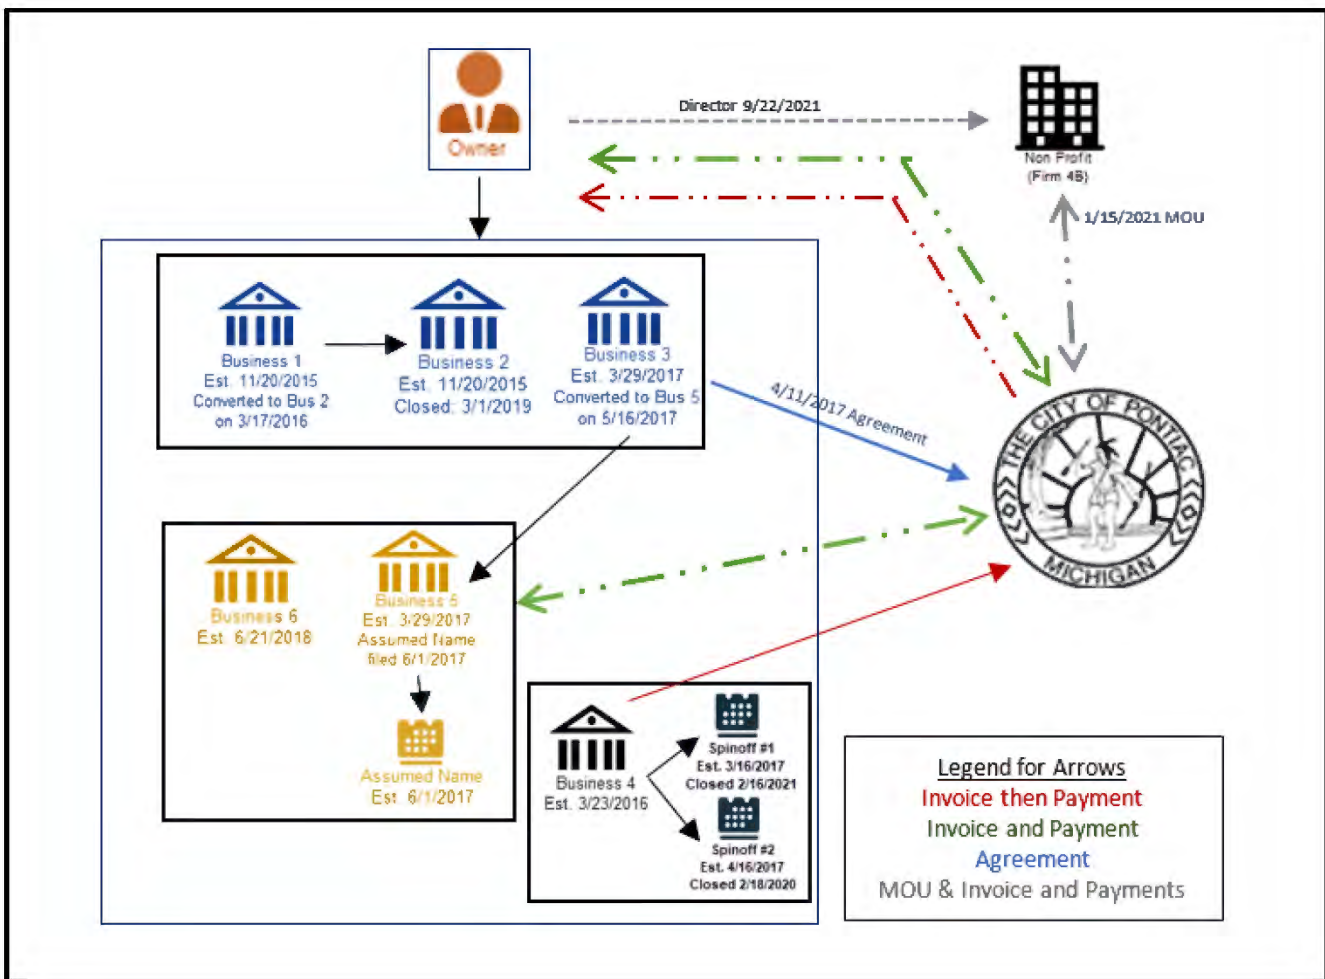 Director 9/22/2021
Owner
Non Profit
(Firm 4B)
1/15/2021 MOU
Business 1
Est. 11/20/2015
Converted to Bus 2
on 3/17/2016
Business 2
Est. 11/20/2015
Closed: 3/1/2019
Business 3
Est. 3/29/2017
Converted to Bus 5
on 5/16/2017
4/11/2017 Agreement
THE CITY OF PONTIAC
MICHIGAN
Business 6
Est. 6/21/2018
Business 5
Est. 3/29/2017
Assumed Name
filed 6/1/2017
Assumed Name
Est. 6/1/2017
Business 4
Est. 3/23/2016
Spinoff #1
Est. 3/16/2017
Closed 2/16/2021
Spinoff #2
Est. 4/16/2017
Closed 2/18/2020
Legend for Arrows
Invoice then Payment
Invoice and Payment
Agreement
MOU & Invoice and Payments